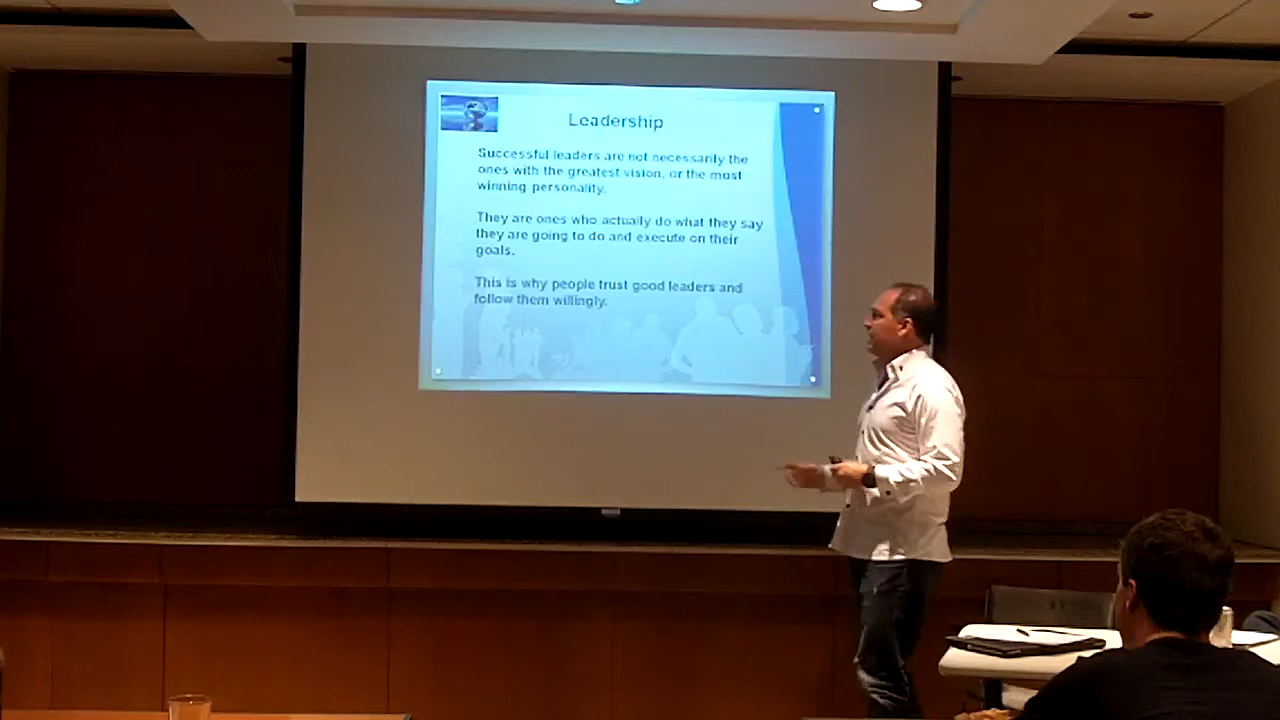 Leadership
Successful leaders are not necessarily the
ones with the greatest vision, or the most
winning personality.
They are ones who actually do what they say
they are going to do and execute on their
goals.
This is why people trust good leaders and
follow them willingly.